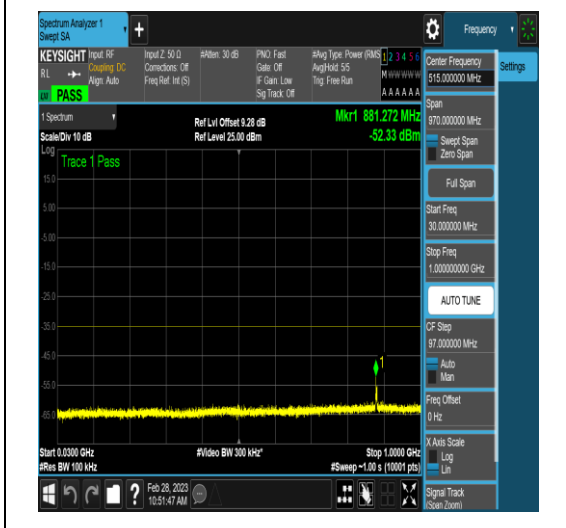 Spectrum Analyzer 1
Swept SA
Frequency
KEYSIGHT
RL
PASS
Input: RF
Coupling: DC
Align: Auto
Input Z: 50 Ω
Corrections: Off
Freq Ref: Int (S)
#Atten: 30 dB
PNO: Fast
Gate: Off
IF Gain: Low
Sig Track: Off
#Avg Type: Power (RMS
Avg|Hold: 5/5
Trig: Free Run
1 2 3 4 5 6
M W W W W W
A A A A A A
1 Spectrum
Scale/Div 10 dB
Ref Lvl Offset 9.28 dB
Ref Level 25.00 dBm
Mkr1 881.272 MHz
-52.33 dBm
Log
Trace 1 Pass
15.0
5.00
-5.00
-15.0
-25.0
-35.0
-45.0
-55.0
-65.0
1
Start 0.0300 GHz
#Res BW 100 kHz
#Video BW 300 kHz*
Stop 1.0000 GHz
#Sweep ~1.00 s (10001 pts)
?
Feb 28, 2023
10:51:47 AM
Center Frequency
515.000000 MHz
Settings
Span
970.000000 MHz
Swept Span
Zero Span
Full Span
Start Freq
30.000000 MHz
Stop Freq
1.000000000 GHz
AUTO TUNE
CF Step
97.000000 MHz
Auto
Man
Freq Offset
0 Hz
X Axis Scale
Log
Lin
Signal Track
(Span Zoom)